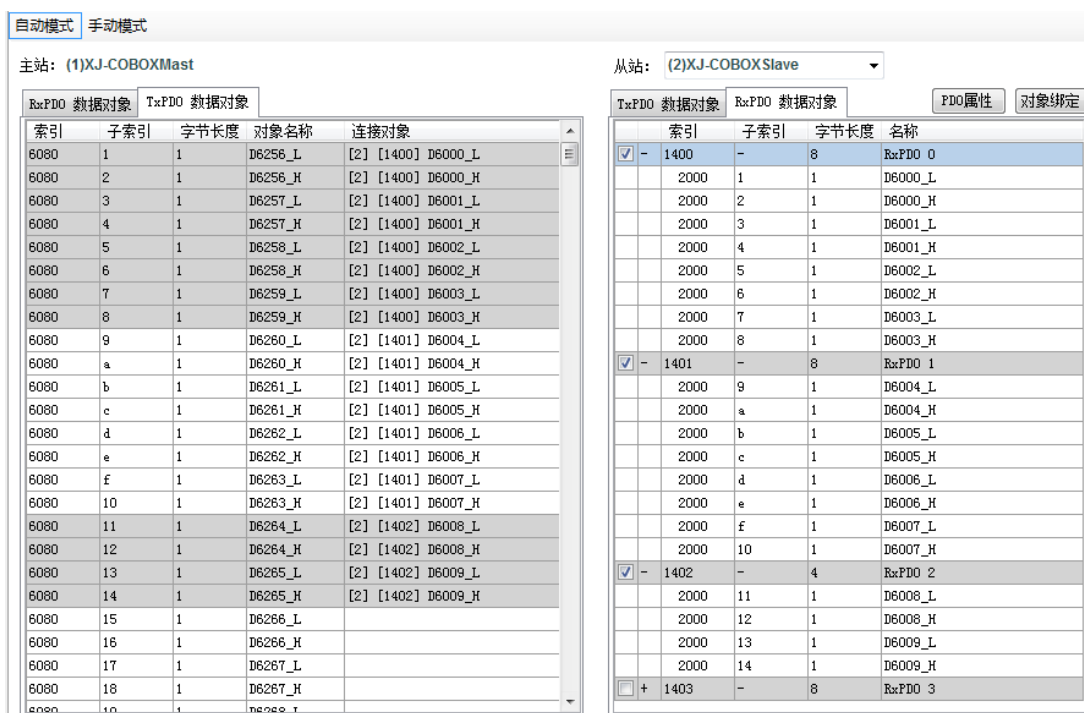 自动模式 手动模式
主站: (1)XJ-COBOXMast
从站: (2)XJ-COBOXSlave
RxPDO 数据对象 TxPDO 数据对象
索引 子索引 字节长度 对象名称 连接对象
6080 1 1 D6256_L [2] [1400] D6000_L
6080 2 1 D6256_H [2] [1400] D6000_H
6080 3 1 D6257_L [2] [1400] D6001_L
6080 4 1 D6257_H [2] [1400] D6001_H
6080 5 1 D6258_L [2] [1400] D6002_L
6080 6 1 D6258_H [2] [1400] D6002_H
6080 7 1 D6259_L [2] [1400] D6003_L
6080 8 1 D6259_H [2] [1400] D6003_H
6080 9 1 D6260_L [2] [1401] D6004_L
6080 a 1 D6260_H [2] [1401] D6004_H
6080 b 1 D6261_L [2] [1401] D6005_L
6080 c 1 D6261_H [2] [1401] D6005_H
6080 d 1 D6262_L [2] [1401] D6006_L
6080 e 1 D6262_H [2] [1401] D6006_H
6080 f 1 D6263_L [2] [1401] D6007_L
6080 10 1 D6263_H [2] [1401] D6007_H
6080 11 1 D6264_L [2] [1402] D6008_L
6080 12 1 D6264_H [2] [1402] D6008_H
6080 13 1 D6265_L [2] [1402] D6009_L
6080 14 1 D6265_H [2] [1402] D6009_H
6080 15 1 D6266_L
6080 16 1 D6266_H
6080 17 1 D6267_L
6080 18 1 D6267_H
TxPDO 数据对象 RxPDO 数据对象 PDO属性 对象绑定
索引 子索引 字节长度 名称
- 1400 - 8 RxPDO 0
2000 1 1 D6000_L
2000 2 1 D6000_H
2000 3 1 D6001_L
2000 4 1 D6001_H
2000 5 1 D6002_L
2000 6 1 D6002_H
2000 7 1 D6003_L
2000 8 1 D6003_H
- 1401 - 8 RxPDO 1
2000 9 1 D6004_L
2000 a 1 D6004_H
2000 b 1 D6005_L
2000 c 1 D6005_H
2000 d 1 D6006_L
2000 e 1 D6006_H
2000 f 1 D6007_L
2000 10 1 D6007_H
- 1402 - 4 RxPDO 2
2000 11 1 D6008_L
2000 12 1 D6008_H
2000 13 1 D6009_L
2000 14 1 D6009_H
+ 1403 - 8 RxPDO 3